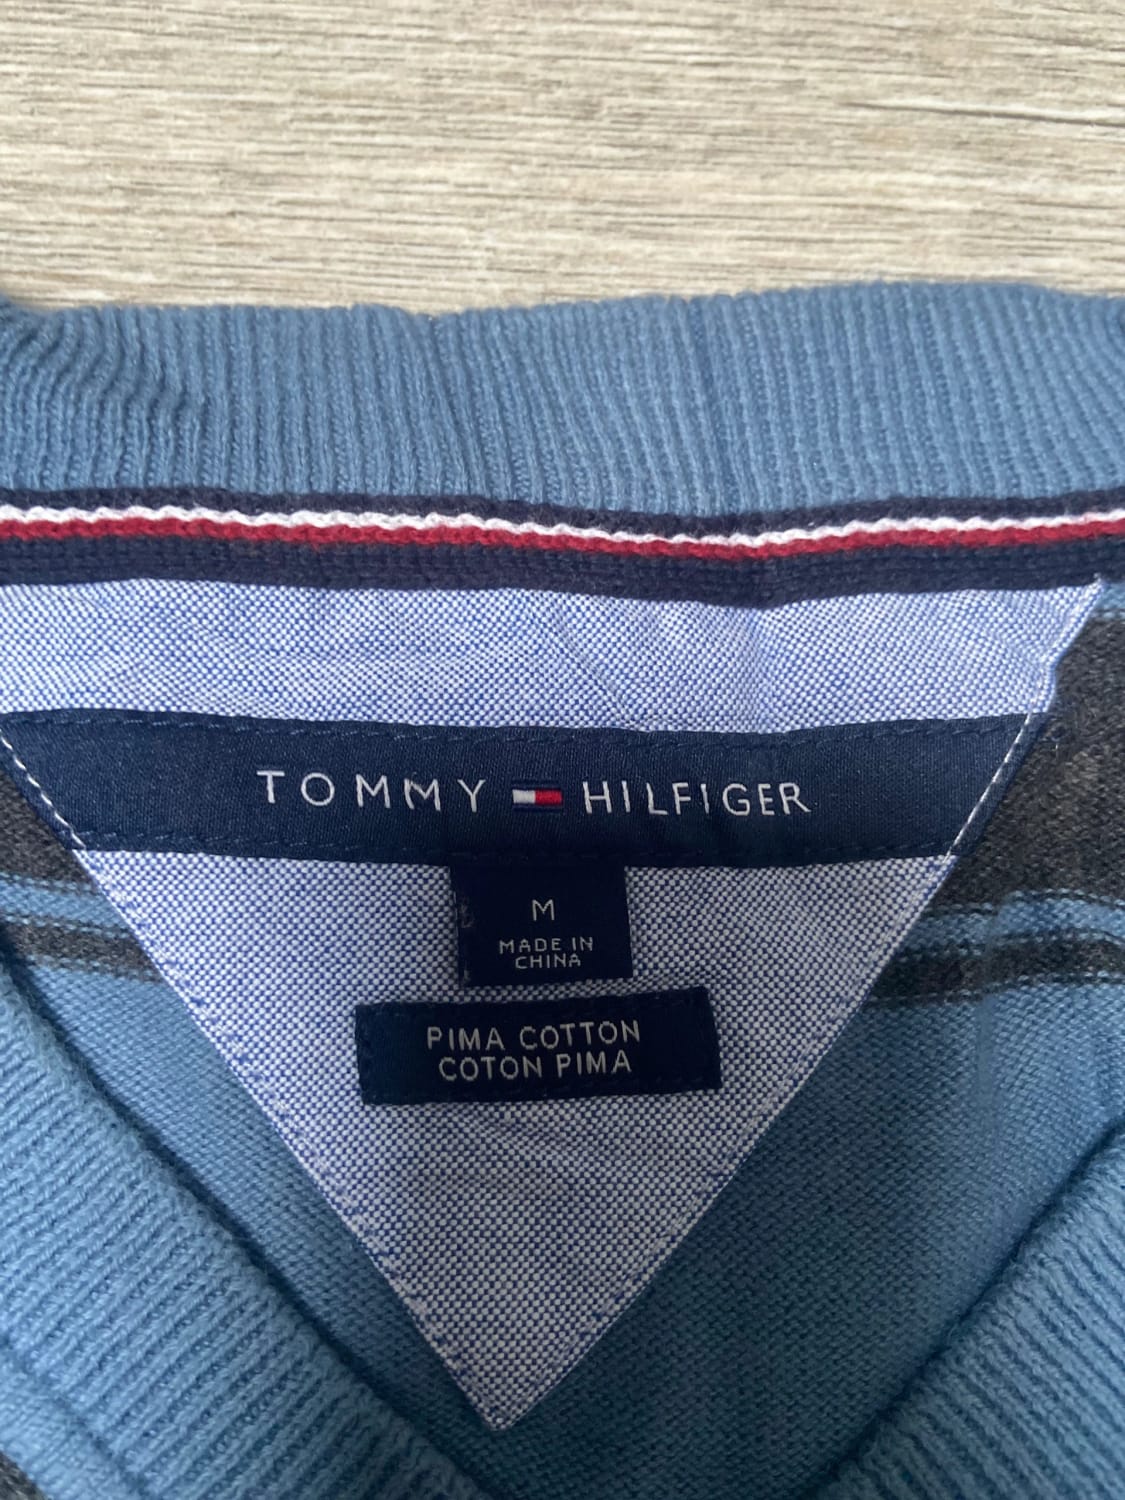 TOMMY HILFIGER
M
MADE IN
CHINA
PIMA COTTON
COTON PIMA